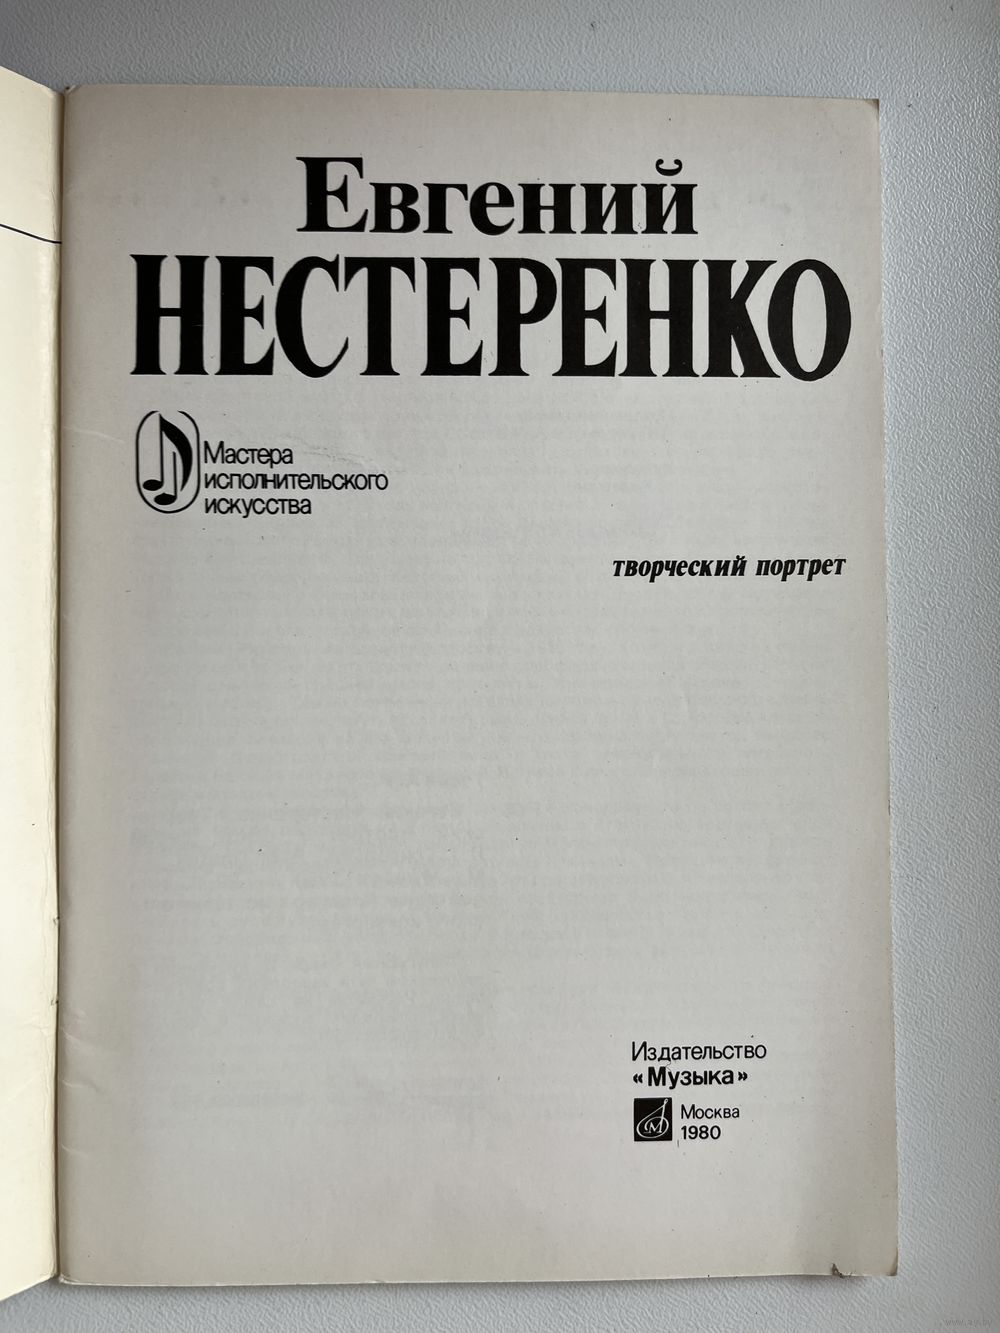 Евгений
НЕСТЕРЕНКО
Мастера
исполнительского
искусства
творческий портрет
Издательство
«Музыка»
Москва
1980